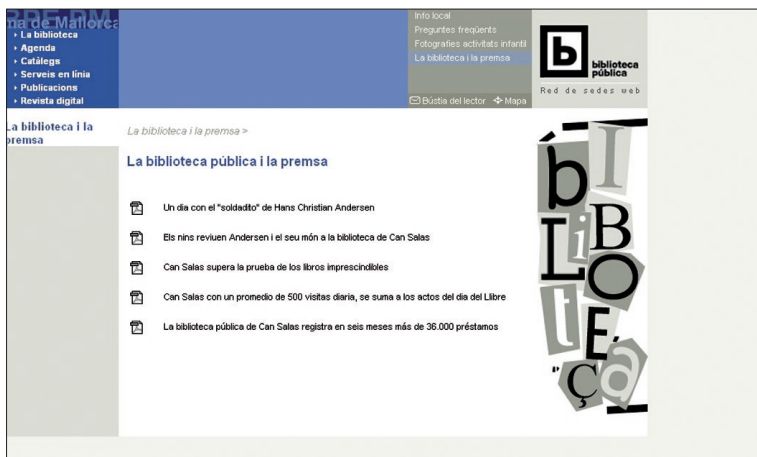 na de Mallorca
La biblioteca
Agenda
Catàlegs
Serveis en línia
Publicacions
Revista digital
Info local
Preguntes freqüents
Fotografies activitats infantil
La biblioteca i la premsa
Bústia del lector Mapa
b
biblioteca
pública
Red de sedes web
La biblioteca i la
premsa
La biblioteca i la premsa >
La biblioteca pública i la premsa
Un dia con el "soldadito" de Hans Christian Andersen
Els nins reviuen Andersen i el seu món a la biblioteca de Can Salas
Can Salas supera la prueba de los libros imprescindibles
Can Salas con un promedio de 500 visitas diaria, se suma a los actos del dia del Llibre
La biblioteca pública de Can Salas registra en seis meses más de 36.000 préstamos